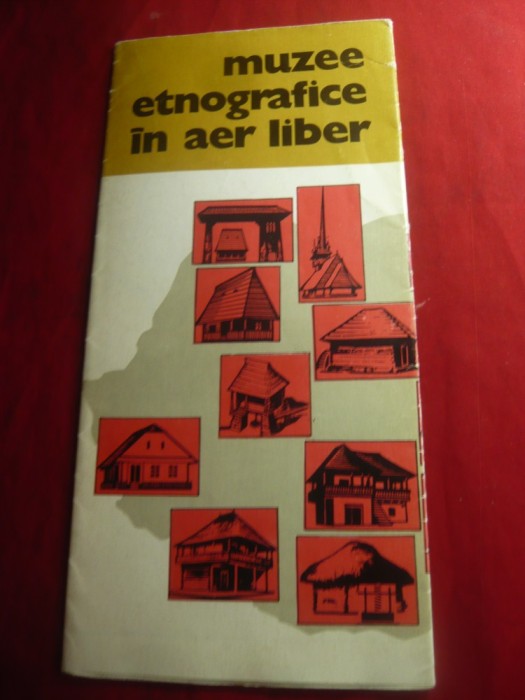 muzee
etnografice
în aer liber